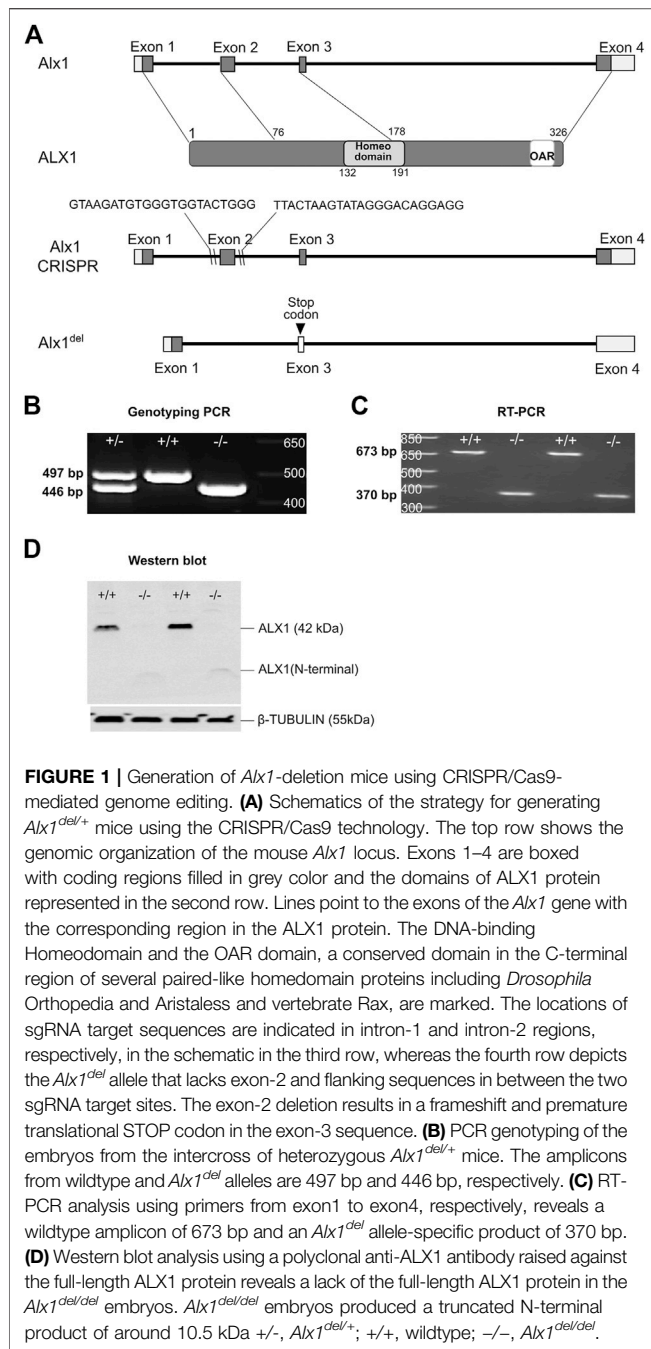 A
Exon 1 Exon 2 Exon 3 Exon 4
Alx1
1 76 178 326
ALX1
Homeo
domain
OAR
132 191
GTAAGATGTGGGTGGTACTGGG TTACTAAGTATAGGGACAGGAGG
Exon 1 Exon 2 Exon 3 Exon 4
Alx1
CRISPR
Stop
codon
Alx1del
Exon 1 Exon 3 Exon 4
B
Genotyping PCR
+/- +/+ -/-
650
497 bp
500
446 bp
400
C
RT-PCR
850 +/+ -/- +/+ -/-
673 bp
650
500
400
370 bp
300
D
Western blot
+/+ -/- +/+ -/-
ALX1 (42 kDa)
ALX1(N-terminal)
β-TUBULIN (55kDa)
FIGURE 1 | Generation of Alx1-deletion mice using CRISPR/Cas9-
mediated genome editing. (A) Schematics of the strategy for generating
Alx1del/+ mice using the CRISPR/Cas9 technology. The top row shows the
genomic organization of the mouse Alx1 locus. Exons 1–4 are boxed
with coding regions filled in grey color and the domains of ALX1 protein
represented in the second row. Lines point to the exons of the Alx1 gene with
the corresponding region in the ALX1 protein. The DNA-binding
Homeodomain and the OAR domain, a conserved domain in the C-terminal
region of several paired-like homedomain proteins including Drosophila
Orthopedia and Aristaless and vertebrate Rax, are marked. The locations of
sgRNA target sequences are indicated in intron-1 and intron-2 regions,
respectively, in the schematic in the third row, whereas the fourth row depicts
the Alx1del allele that lacks exon-2 and flanking sequences in between the two
sgRNA target sites. The exon-2 deletion results in a frameshift and premature
translational STOP codon in the exon-3 sequence. (B) PCR genotyping of the
embryos from the intercross of heterozygous Alx1del/+ mice. The amplicons
from wildtype and Alx1del alleles are 497 bp and 446 bp, respectively. (C) RT-
PCR analysis using primers from exon1 to exon4, respectively, reveals a
wildtype amplicon of 673 bp and an Alx1del allele-specific product of 370 bp.
(D) Western blot analysis using a polyclonal anti-ALX1 antibody raised against
the full-length ALX1 protein reveals a lack of the full-length ALX1 protein in the
Alx1del/del embryos. Alx1del/del embryos produced a truncated N-terminal
product of around 10.5 kDa +/-, Alx1del/+; +/+, wildtype; −/−, Alx1del/del.